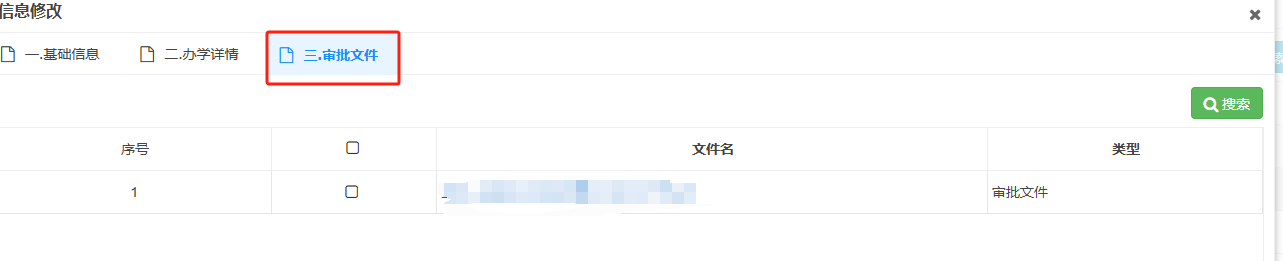 信息修改
一.基础信息 二.办学详情 三.审批文件
搜索
序号 文件名 类型
1 审批文件